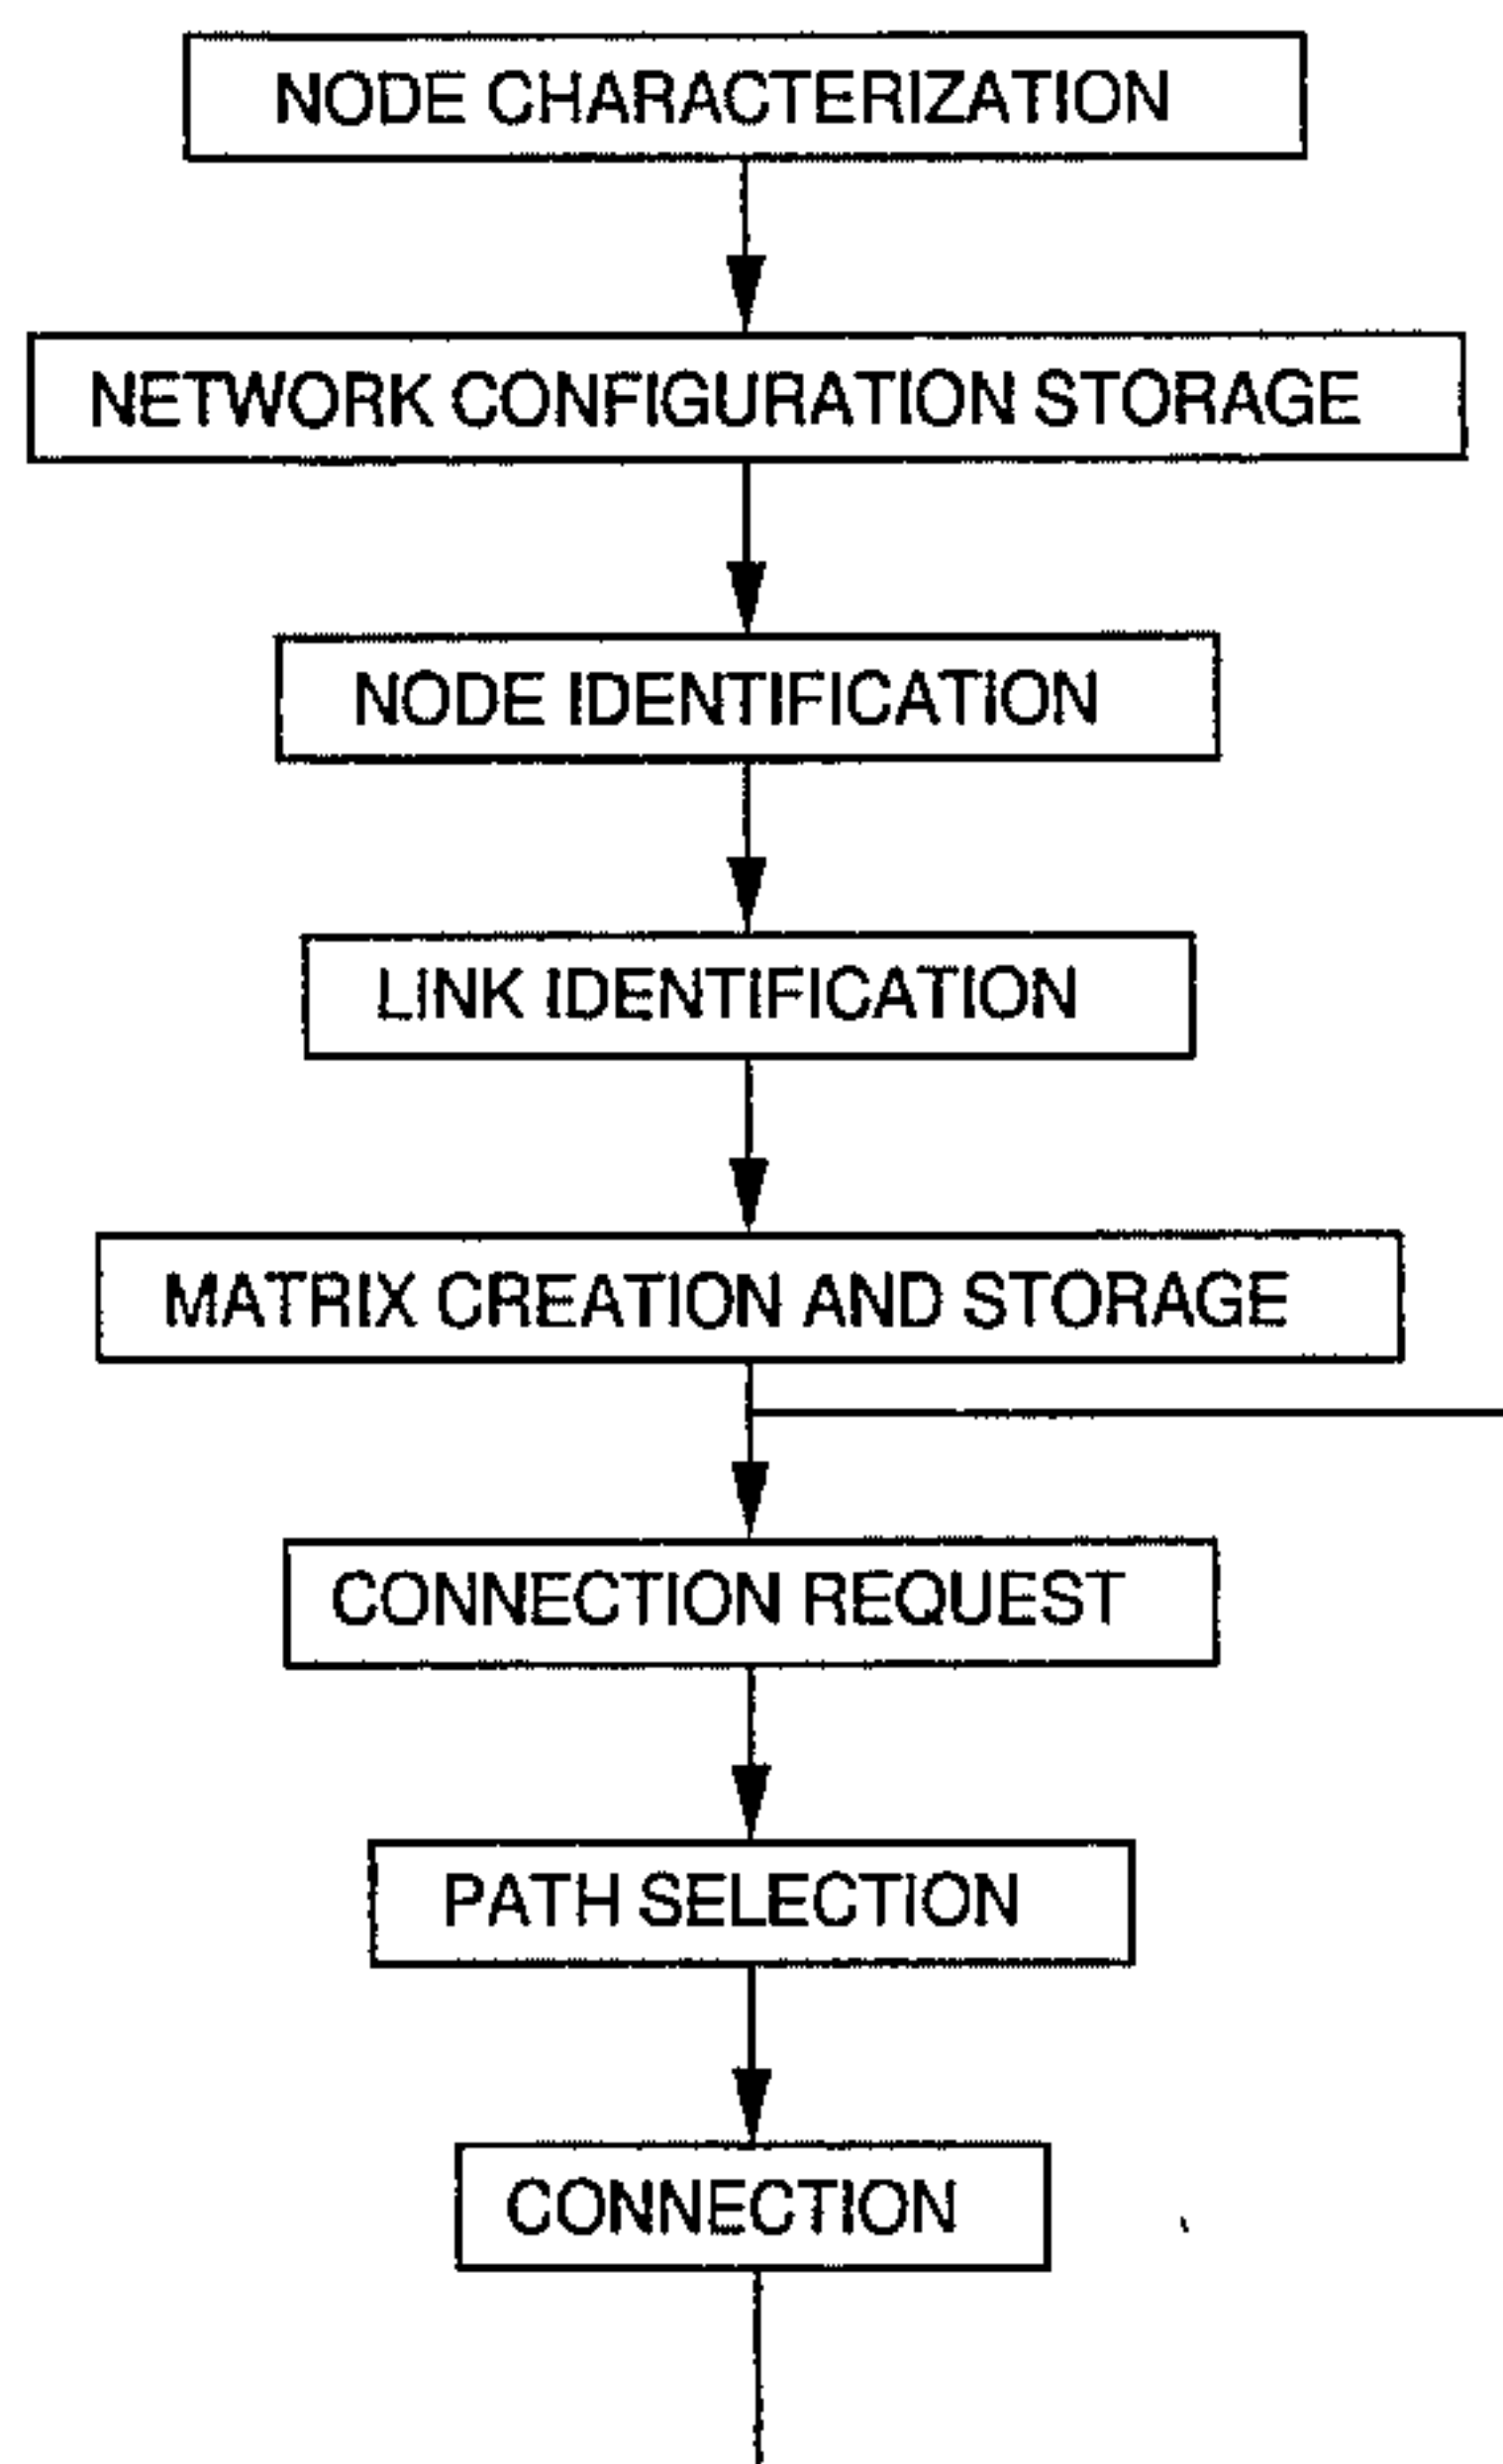 NODE CHARACTERIZATION
NETWORK CONFIGURATION STORAGE
NODE IDENTIFICATION
LINK IDENTIFICATION
MATRIX CREATION AND STORAGE
CONNECTION REQUEST
PATH SELECTION
CONNECTION